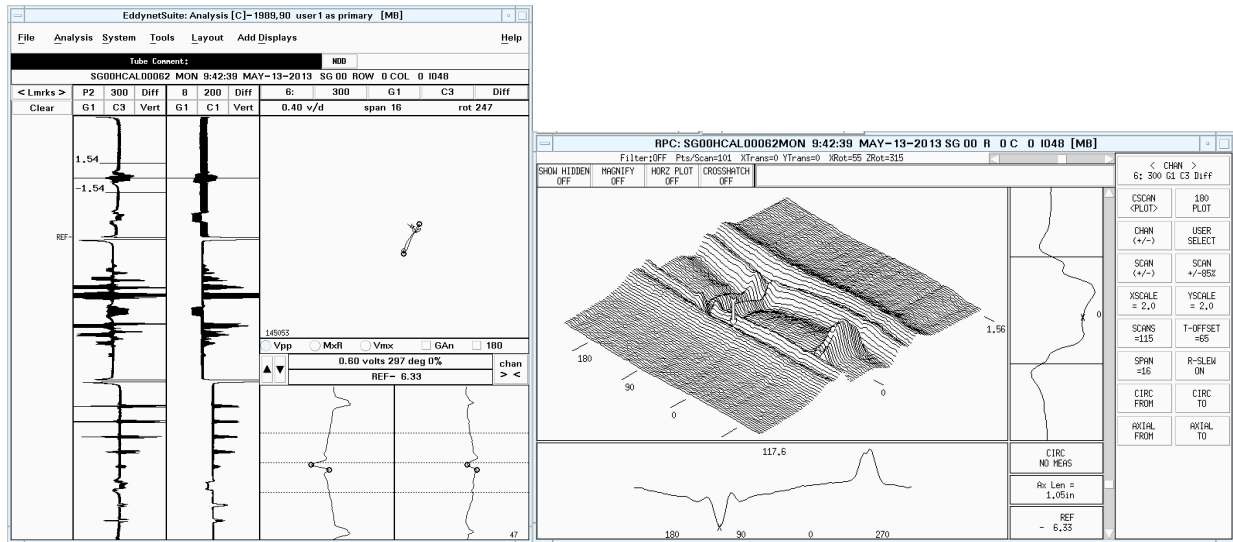 EddynetSuite: Analysis [C]-1989,90 user1 as primary [MB]
File Analysis System Tools Layout Add Displays Help
Tube Comment: NDD
SG00HCAL00062 MON 9:42:39 MAY-13-2013 SG 00 ROW 0 COL 0 I048
< Lmrks > P2 300 Diff 8 200 Diff 6: 300 G1 C3 Diff
Clear G1 C3 Vert G1 C1 Vert 0.40 v/d span 16 rot 247
1.54
-1.54
REF-
145053
Vpp MxR Vmx GAn 180
0.60 volts 297 deg 0% chan
REF- 6.33 > <
47
RPC: SG00HCAL00062MON 9:42:39 MAY-13-2013 SG 00 R 0 C 0 I048 [MB]
Filter:OFF Pts/Scan=101 XTrans=0 YTrans=0 XRot=55 ZRot=315
SHOW HIDDEN MAGNIFY HORZ PLOT CROSSHATCH
OFF OFF OFF OFF
< CHAN >
6: 300 G1 C3 Diff
CSCAN 180
<PLOT> PLOT
CHAN USER
(+/-) SELECT
SCAN SCAN
(+/-) +/-85%
XSCALE YSCALE
= 2.0 = 2.0
SCANS T-OFFSET
=115 =65
SPAN R-SLEW
=16 ON
CIRC CIRC
FROM TO
AXIAL AXIAL
FROM TO
1.56
0
180
90
0
0
117.6
180 90 0 270
CIRC
NO MEAS
Ax Len =
1.05in
REF
- 6.33